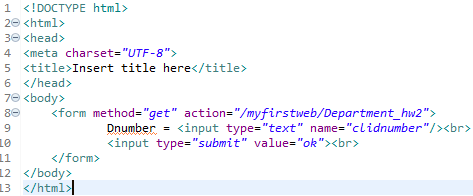 1 <!DOCTYPE html>
2 <html>
3 <head>
4 <meta charset="UTF-8">
5 <title>Insert title here</title>
6 </head>
7 <body>
8 <form method="get" action="/myfirstweb/Department_hw2">
9 Dnumber = <input type="text" name="clidnumber"/><br>
10 <input type="submit" value="ok"><br>
11 </form>
12 </body>
13 </html>